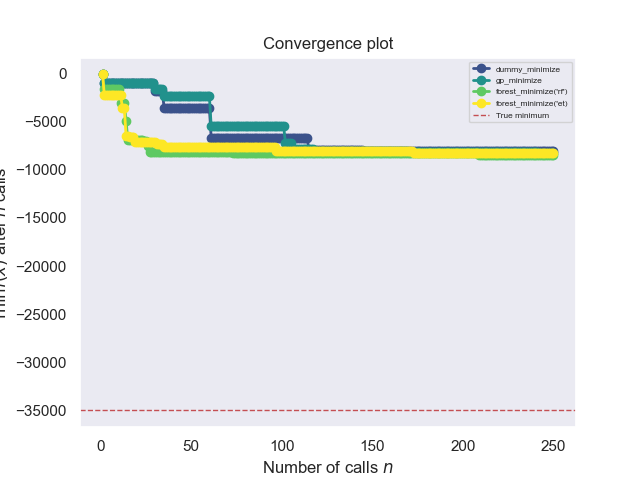 Convergence plot
dummy_minimize
gp_minimize
forest_minimize('rf')
forest_minimize('et')
True minimum
0
−5000
−10000
−15000
−20000
−25000
−30000
−35000
after n calls
0 50 100 150 200 250
Number of calls n